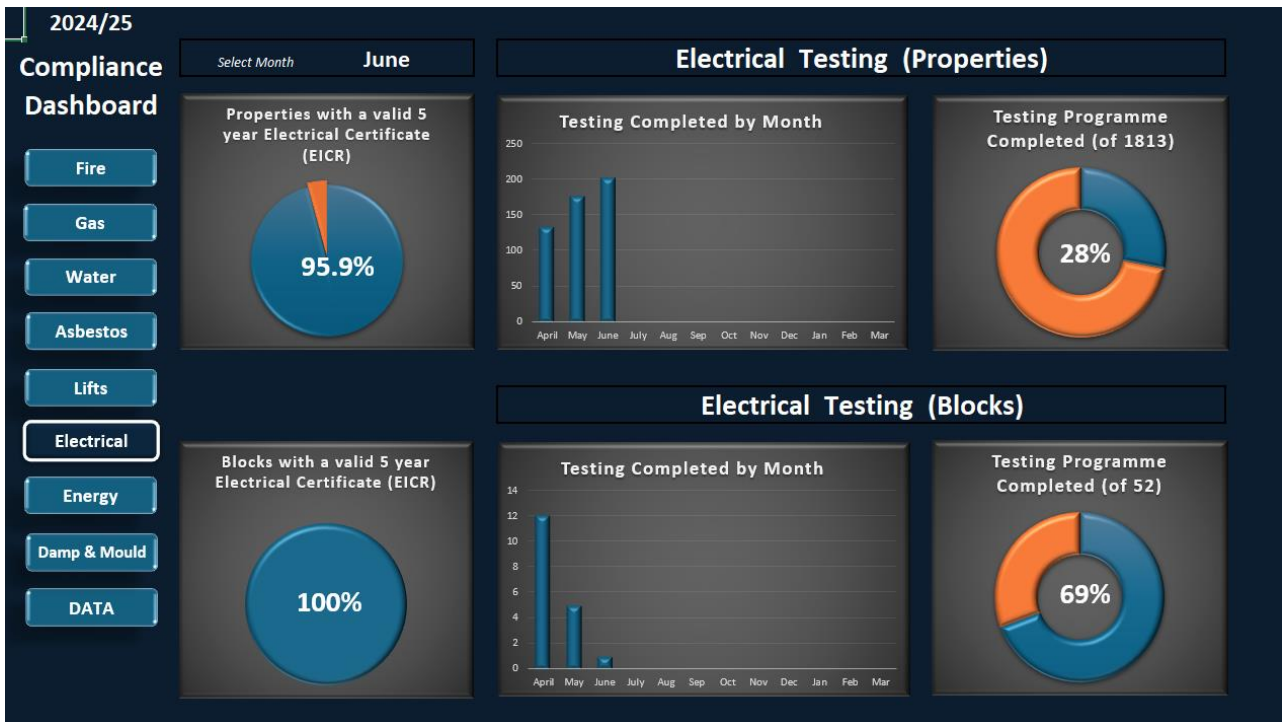 2024/25
Compliance
Dashboard
Fire
Gas
Water
Asbestos
Lifts
Electrical
Energy
Damp & Mould
DATA
Select Month June
Electrical Testing (Properties)
Properties with a valid 5
year Electrical Certificate
(EICR)
95.9%
Testing Completed by Month
250
200
150
100
50
0
April May June July Aug Sep Oct Nov Dec Jan Feb Mar
Testing Programme
Completed (of 1813)
28%
Electrical Testing (Blocks)
Blocks with a valid 5 year
Electrical Certificate (EICR)
100%
Testing Completed by Month
14
12
10
8
6
4
2
0
April May June July Aug Sep Oct Nov Dec Jan Feb Mar
Testing Programme
Completed (of 52)
69%